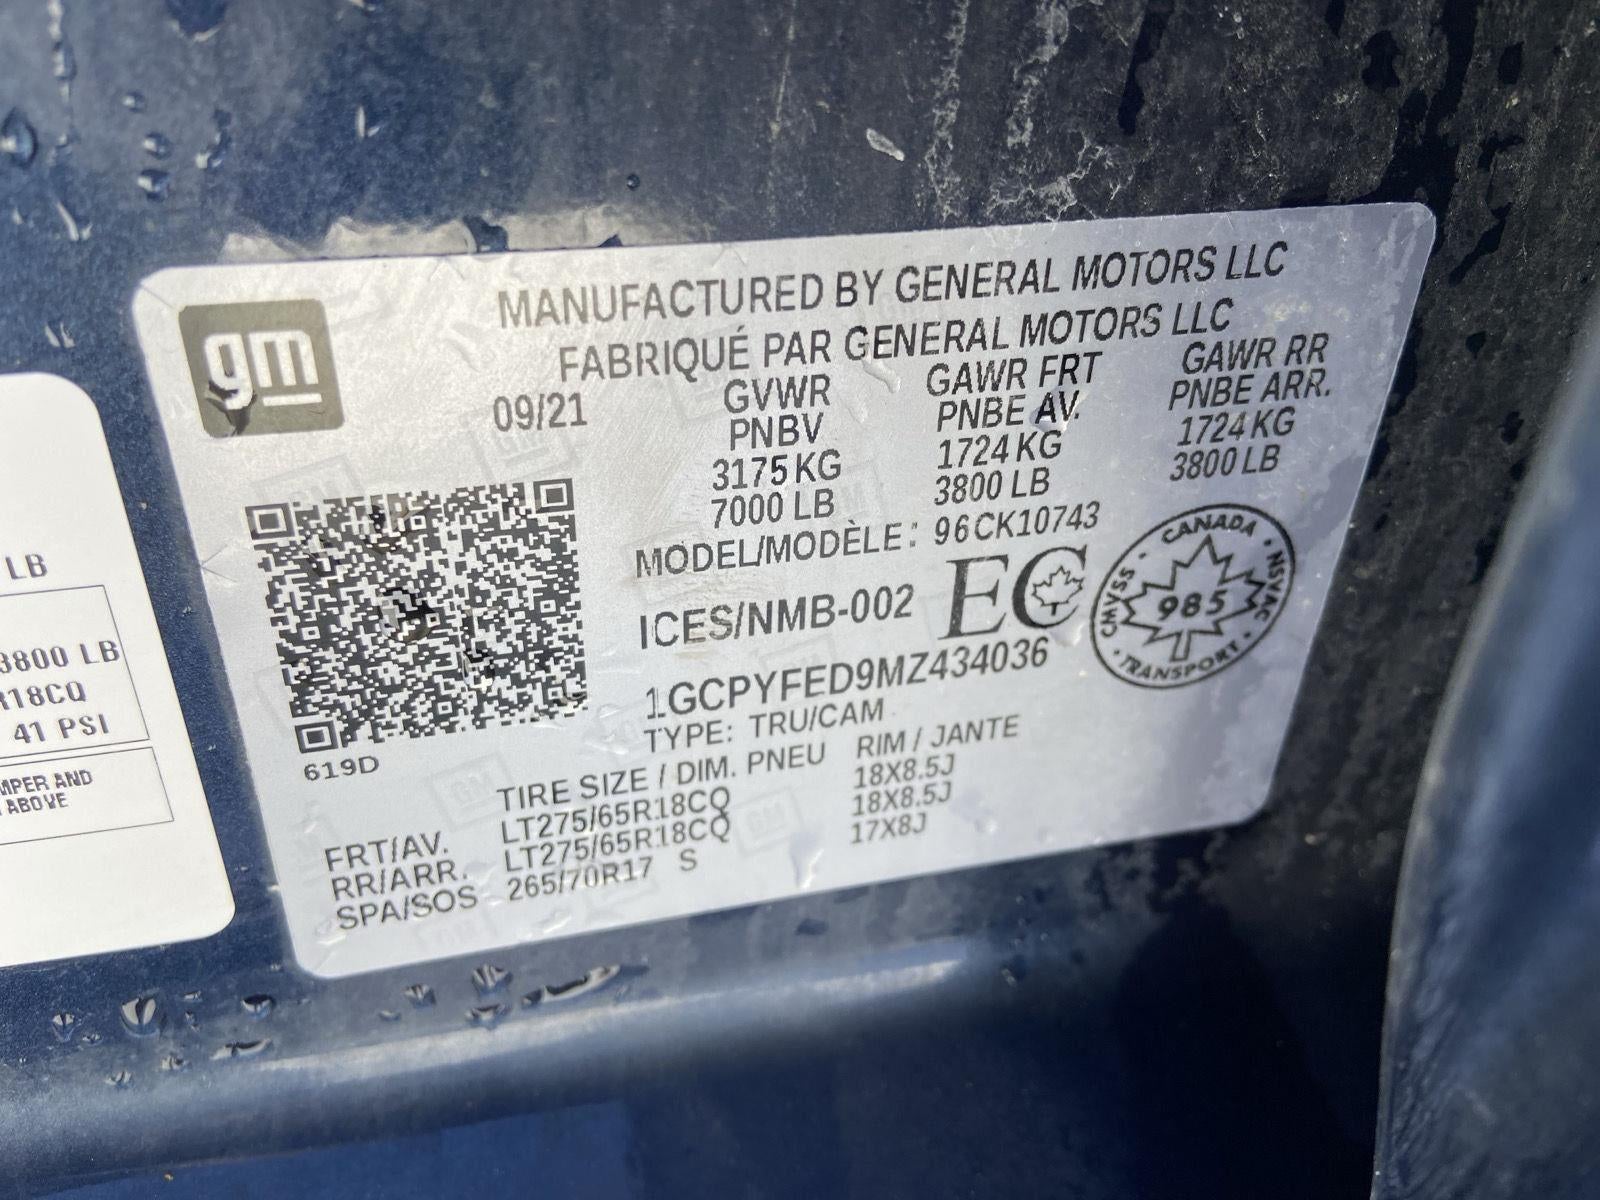 gm
MANUFACTURED BY GENERAL MOTORS LLC
FABRIQUÉ PAR GENERAL MOTORS LLC
09/21
GVWR GAWR FRT GAWR RR
PNBV PNBE AV. PNBE ARR.
3175 KG 1724 KG 1724 KG
7000 LB 3800 LB 3800 LB
MODEL/MODÈLE: 96CK10743
ICES/NMB-002 EC
CANADA
CMVSS 985 NSVAC
TRANSPORT
1GCPYFED9MZ434036
TYPE: TRU/CAM
619D
TIRE SIZE / DIM. PNEU RIM / JANTE
FRT/AV. LT275/65R18CQ 18X8.5J
RR/ARR. LT275/65R18CQ 18X8.5J
SPA/SOS 265/70R17 S 17X8J
LB
3800 LB
R18CQ
41 PSI
MPER AND
ABOVE